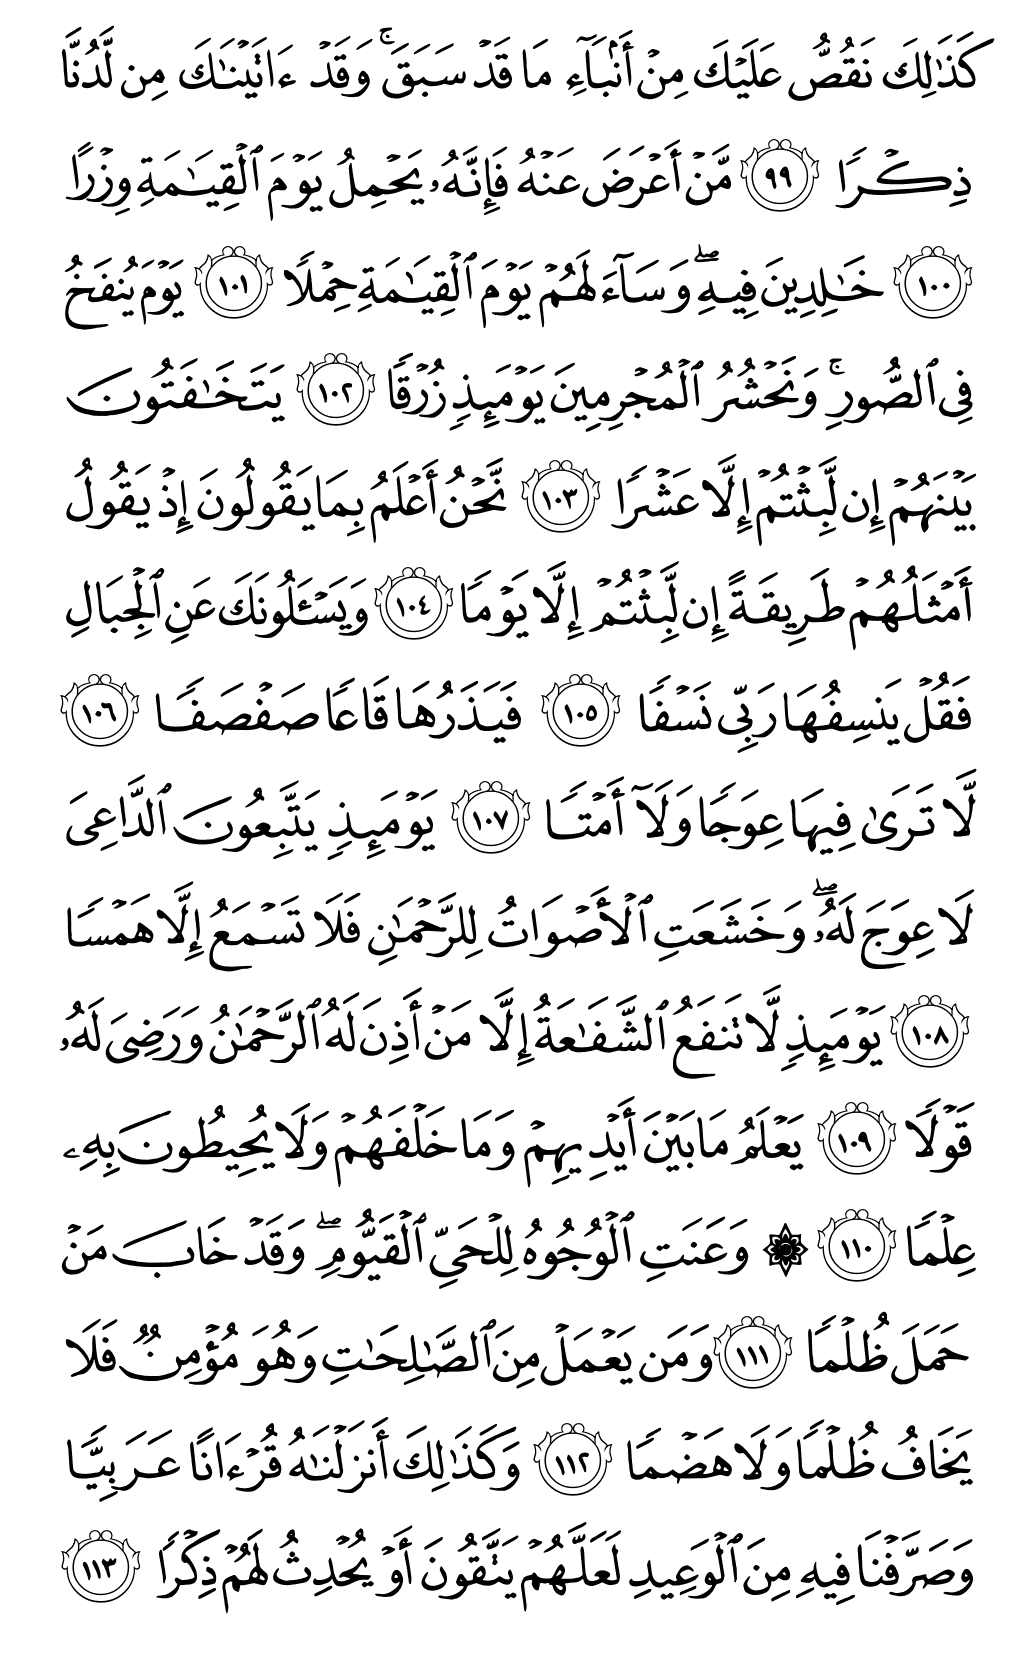 كَذَٰلِكَ نَقُصُّ عَلَيْكَ مِنْ أَنۢبَآءِ مَا قَدْ سَبَقَ ۚ وَقَدْ ءَاتَيْنَٰكَ مِن لَّدُنَّا
ذِكْرًا ٩٩ مَّنْ أَعْرَضَ عَنْهُ فَإِنَّهُۥ يَحْمِلُ يَوْمَ ٱلْقِيَٰمَةِ وِزْرًا
١٠٠ خَٰلِدِينَ فِيهِ ۖ وَسَآءَ لَهُمْ يَوْمَ ٱلْقِيَٰمَةِ حِمْلًا ١٠١ يَوْمَ يُنفَخُ
فِى ٱلصُّورِ ۚ وَنَحْشُرُ ٱلْمُجْرِمِينَ يَوْمَئِذٍ زُرْقًا ١٠٢ يَتَخَٰفَتُونَ
بَيْنَهُمْ إِن لَّبِثْتُمْ إِلَّا عَشْرًا ١٠٣ نَّحْنُ أَعْلَمُ بِمَا يَقُولُونَ إِذْ يَقُولُ
أَمْثَلُهُمْ طَرِيقَةً إِن لَّبِثْتُمْ إِلَّا يَوْمًا ١٠٤ وَيَسْـَٔلُونَكَ عَنِ ٱلْجِبَالِ
فَقُلْ يَنسِفُهَا رَبِّى نَسْفًا ١٠٥ فَيَذَرُهَا قَاعًا صَفْصَفًا ١٠٦
لَّا تَرَىٰ فِيهَا عِوَجًا وَلَآ أَمْتًا ١٠٧ يَوْمَئِذٍ يَتَّبِعُونَ ٱلدَّاعِىَ
لَا عِوَجَ لَهُۥ ۖ وَخَشَعَتِ ٱلْأَصْوَاتُ لِلرَّحْمَٰنِ فَلَا تَسْمَعُ إِلَّا هَمْسًا
١٠٨ يَوْمَئِذٍ لَّا تَنفَعُ ٱلشَّفَٰعَةُ إِلَّا مَنْ أَذِنَ لَهُ ٱلرَّحْمَٰنُ وَرَضِىَ لَهُۥ
قَوْلًا ١٠٩ يَعْلَمُ مَا بَيْنَ أَيْدِيهِمْ وَمَا خَلْفَهُمْ وَلَا يُحِيطُونَ بِهِۦ
عِلْمًا ١١٠ ۞ وَعَنَتِ ٱلْوُجُوهُ لِلْحَىِّ ٱلْقَيُّومِ ۖ وَقَدْ خَابَ مَنْ
حَمَلَ ظُلْمًا ١١١ وَمَن يَعْمَلْ مِنَ ٱلصَّٰلِحَٰتِ وَهُوَ مُؤْمِنٌ فَلَا
يَخَافُ ظُلْمًا وَلَا هَضْمًا ١١٢ وَكَذَٰلِكَ أَنزَلْنَٰهُ قُرْءَانًا عَرَبِيًّا
وَصَرَّفْنَا فِيهِ مِنَ ٱلْوَعِيدِ لَعَلَّهُمْ يَتَّقُونَ أَوْ يُحْدِثُ لَهُمْ ذِكْرًا ١١٣